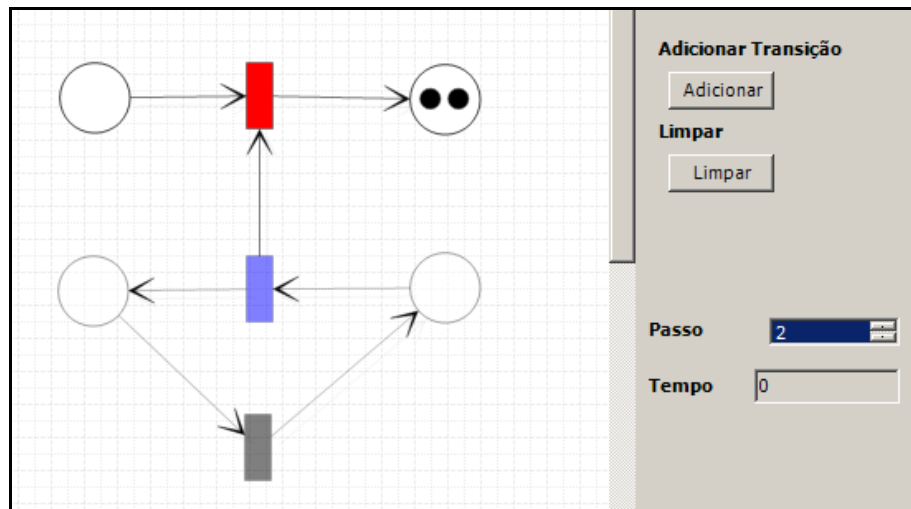 Adicionar Transição
Adicionar
Limpar
Limpar
Passo 2
Tempo 0